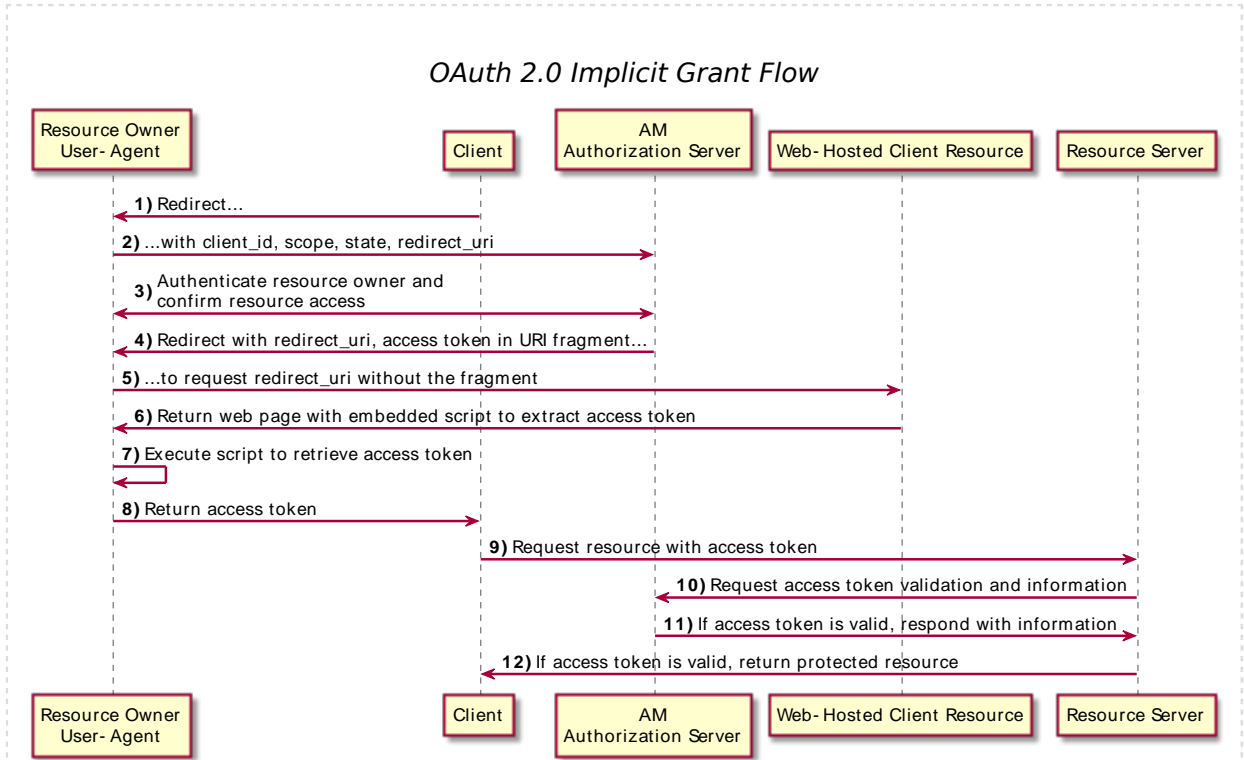 OAuth 2.0 Implicit Grant Flow
Resource Owner
User-Agent
Client
AM
Authorization Server
Web-Hosted Client Resource
Resource Server
1) Redirect...
2) ...with client_id, scope, state, redirect_uri
3) Authenticate resource owner and
confirm resource access
4) Redirect with redirect_uri, access token in URI fragment...
5) ...to request redirect_uri without the fragment
6) Return web page with embedded script to extract access token
7) Execute script to retrieve access token
8) Return access token
9) Request resource with access token
10) Request access token validation and information
11) If access token is valid, respond with information
12) If access token is valid, return protected resource
Resource Owner
User-Agent
Client
AM
Authorization Server
Web-Hosted Client Resource
Resource Server